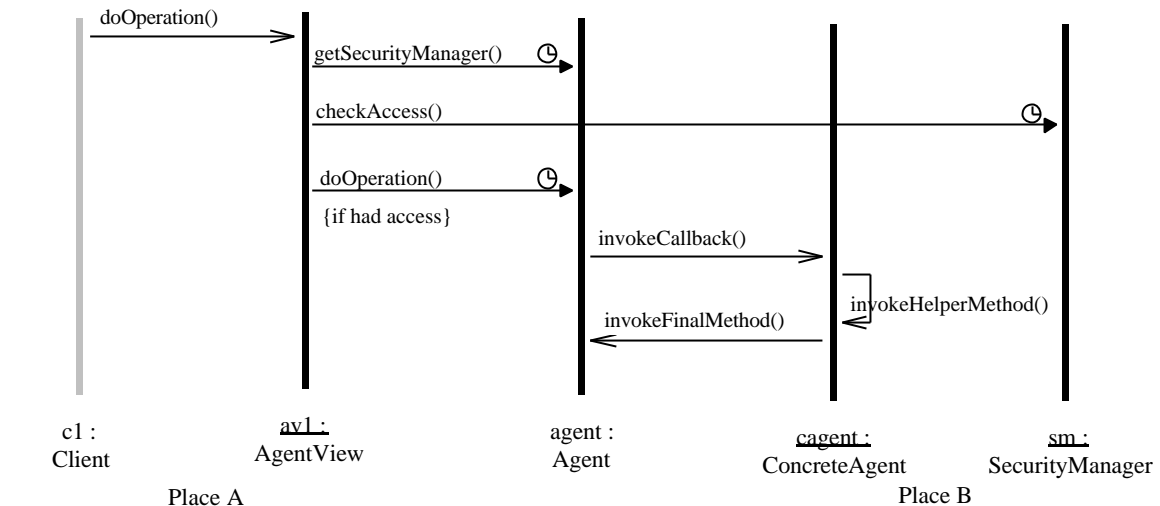 doOperation()
getSecurityManager()
checkAccess()
doOperation()
{if had access}
invokeCallback()
invokeHelperMethod()
invokeFinalMethod()
c1 :
Client
av1 :
AgentView
agent :
Agent
cagent :
ConcreteAgent
sm :
SecurityManager
Place A
Place B